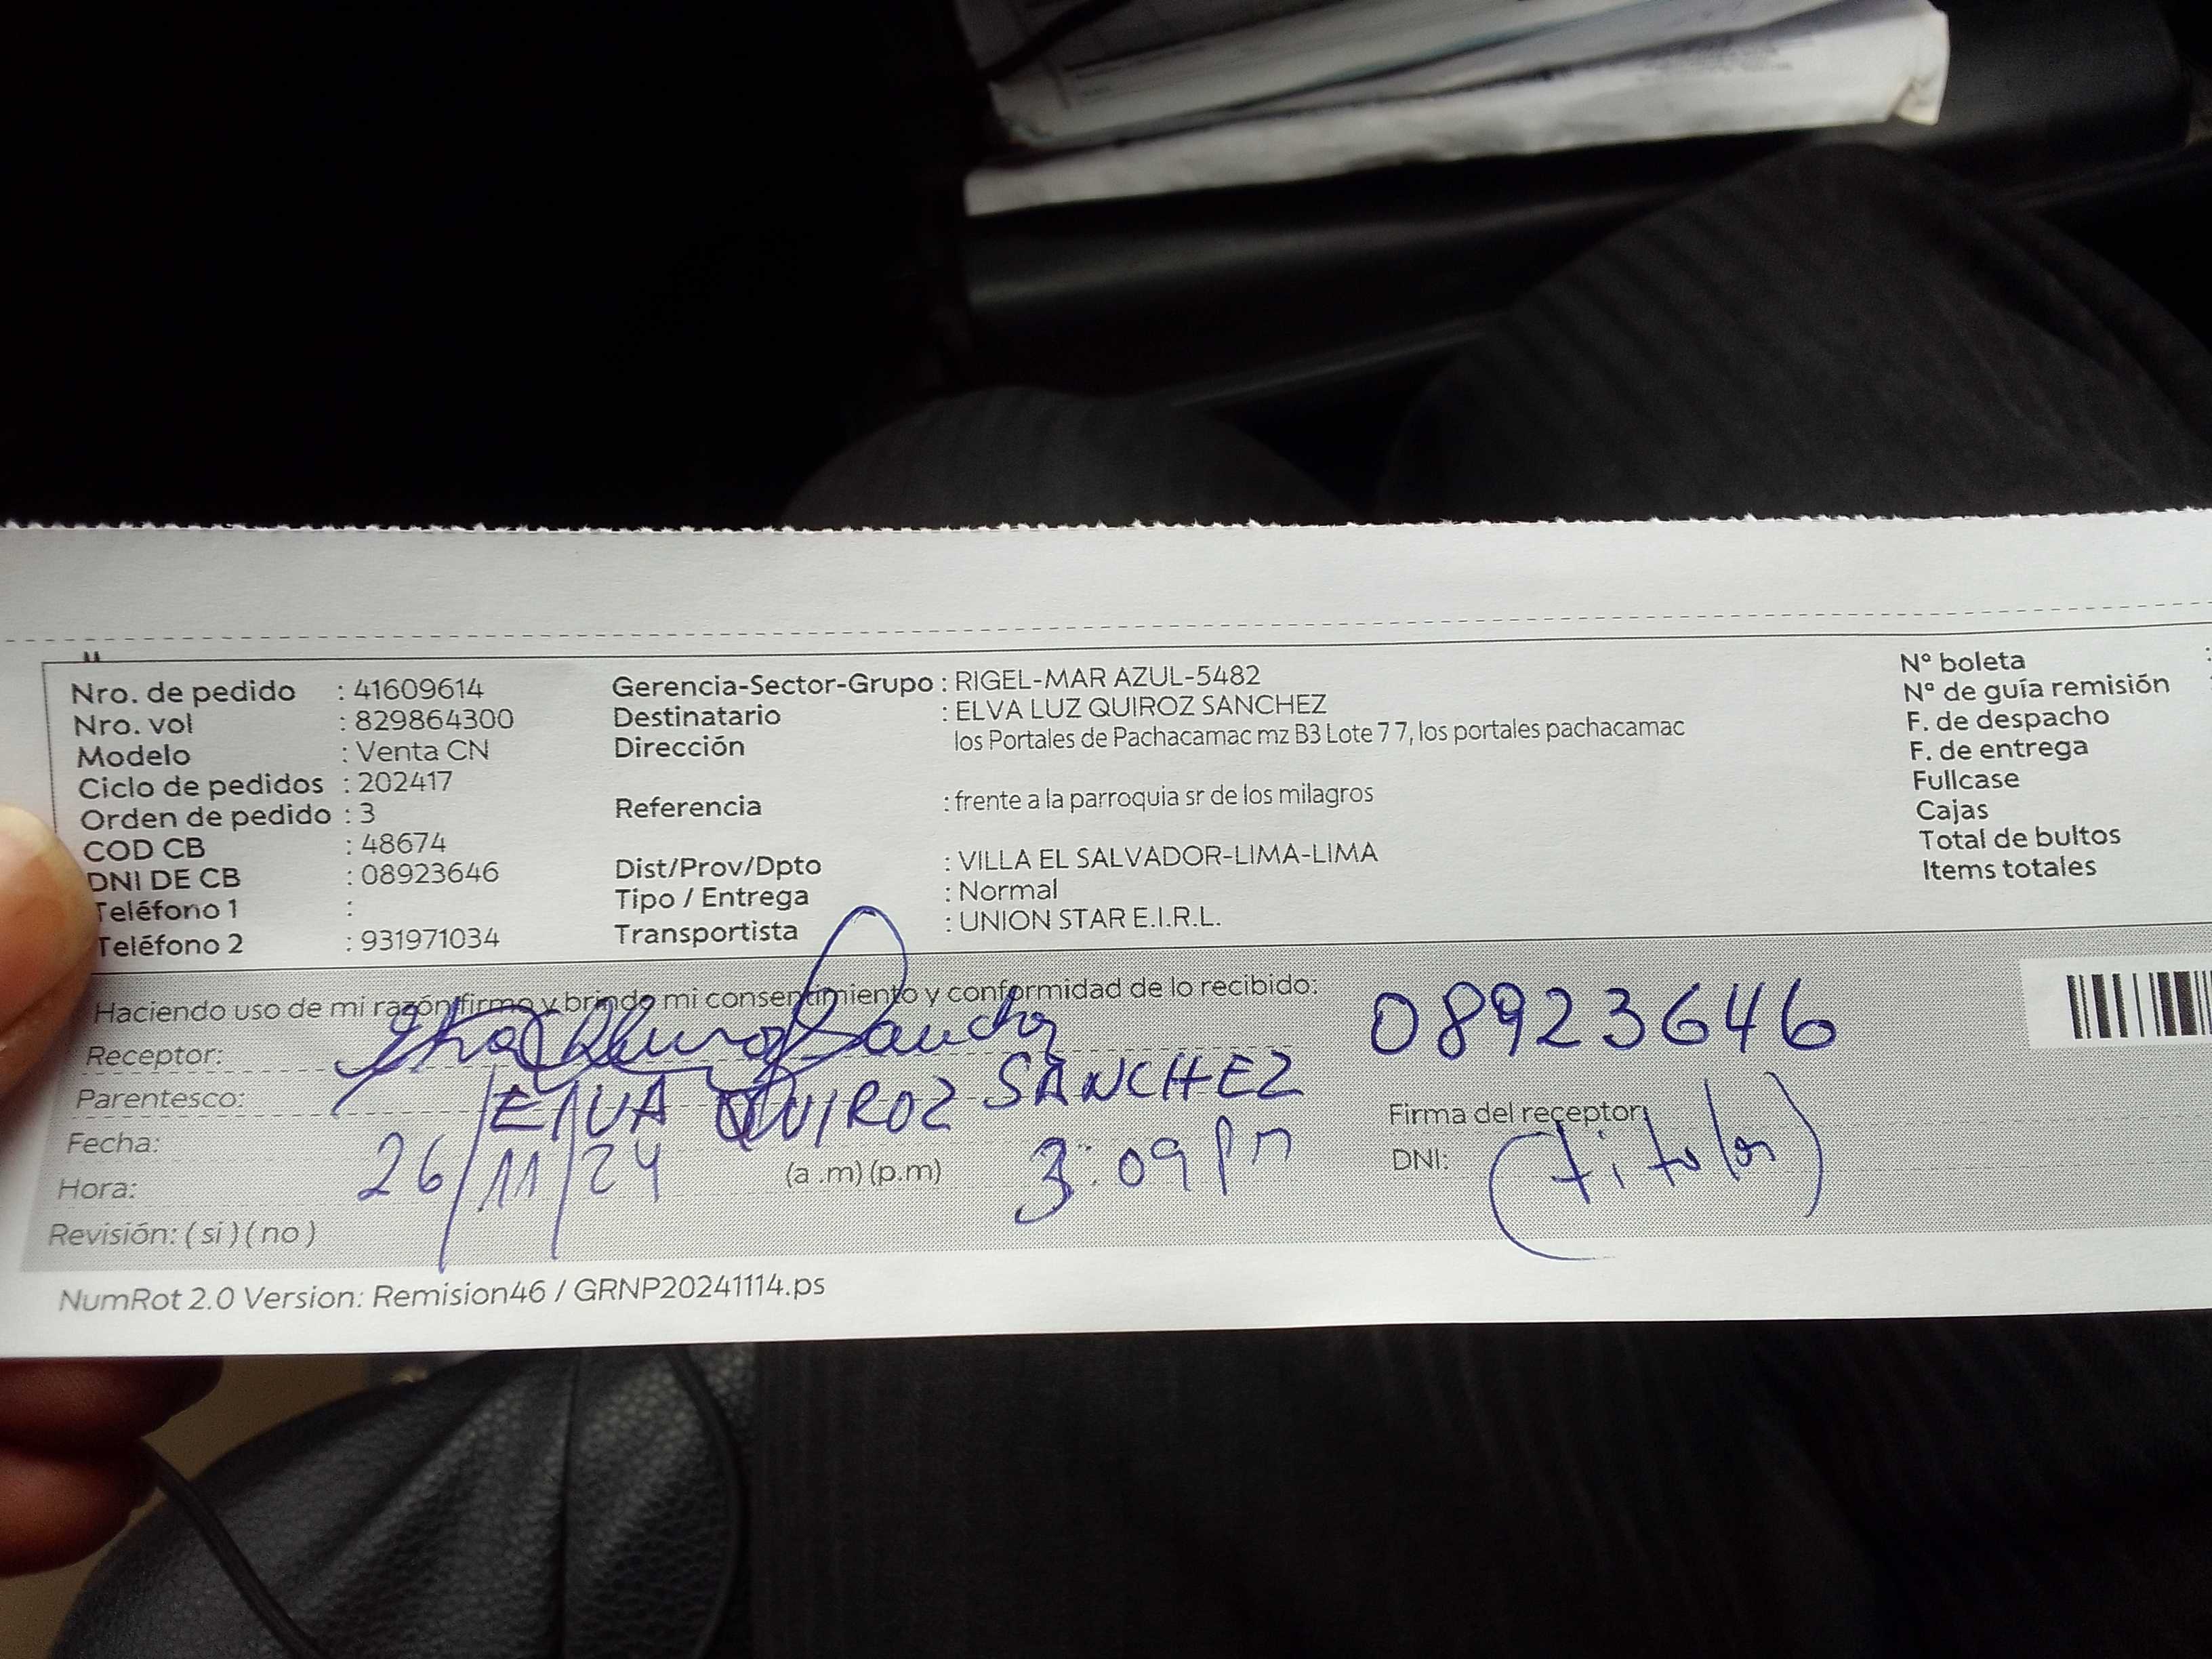 Nro. de pedido : 41609614
Nro. vol : 829864300
Modelo : Venta CN
Ciclo de pedidos : 202417
Orden de pedido : 3
COD CB : 48674
DNI DE CB : 08923646
Teléfono 1 :
Teléfono 2 : 931971034
Gerencia-Sector-Grupo : RIGEL-MAR AZUL-5482
Destinatario : ELVA LUZ QUIROZ SANCHEZ
Dirección los Portales de Pachacamac mz B3 Lote 7 7, los portales pachacamac
Referencia : frente a la parroquia sr de los milagros
Dist/Prov/Dpto : VILLA EL SALVADOR-LIMA-LIMA
Tipo / Entrega : Normal
Transportista : UNION STAR E.I.R.L.
N° boleta :
N° de guía remisión
F. de despacho
F. de entrega
Fullcase
Cajas
Total de bultos
Items totales
Haciendo uso de mi razón firmo y brindo mi consentimiento y conformidad de lo recibido:
08923646
Receptor:
Parentesco: ElVA QUIROZ SANCHEZ
Fecha: 26/11/24
(a .m) (p.m) 3:09 pm
Hora:
Revisión: ( si ) ( no )
Firma del receptor
DNI: (titular)
NumRot 2.0 Version: Remision46 / GRNP20241114.ps